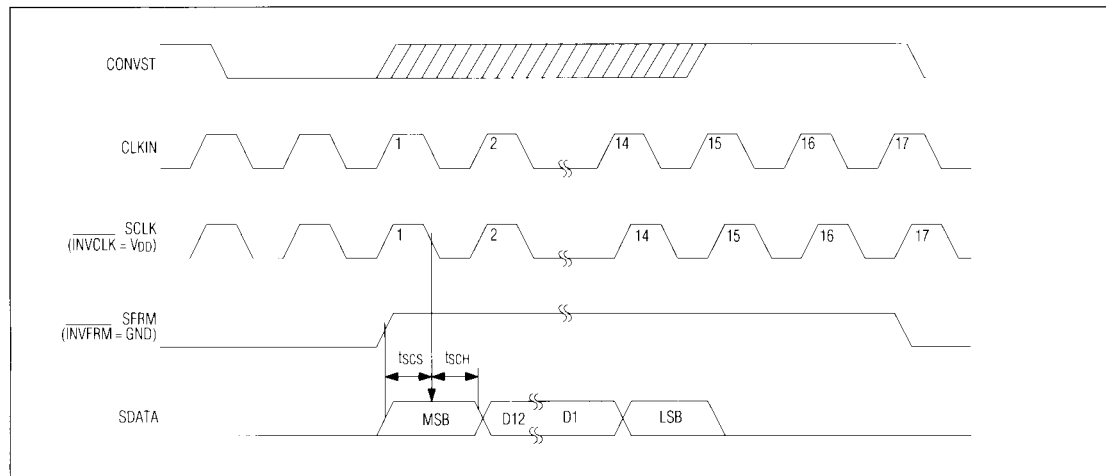 CONVST
CLKIN
1 2 14 15 16 17
SCLK
(INVCLK = VDD)
1 2 14 15 16 17
SFRM
(INVFRM = GND)
tSCS tSCH
SDATA
MSB D12 D1 LSB